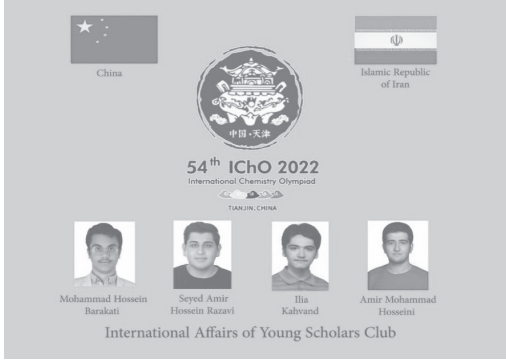 China
Islamic Republic
of Iran
中国·天津
54th IChO 2022
International Chemistry Olympiad
TIANJIN, CHINA
Mohammad Hossein
Barakati
Seyed Amir
Hossein Razavi
Ilia
Kahvand
Amir Mohammad
Hosseini
International Affairs of Young Scholars Club